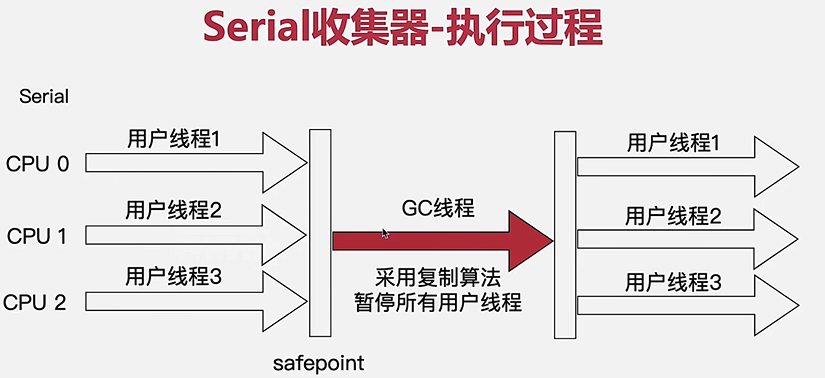 Serial收集器-执行过程
Serial
CPU 0
用户线程1
用户线程1
CPU 1
用户线程2
GC线程
用户线程2
CPU 2
用户线程3
采用复制算法
暂停所有用户线程
用户线程3
safepoint